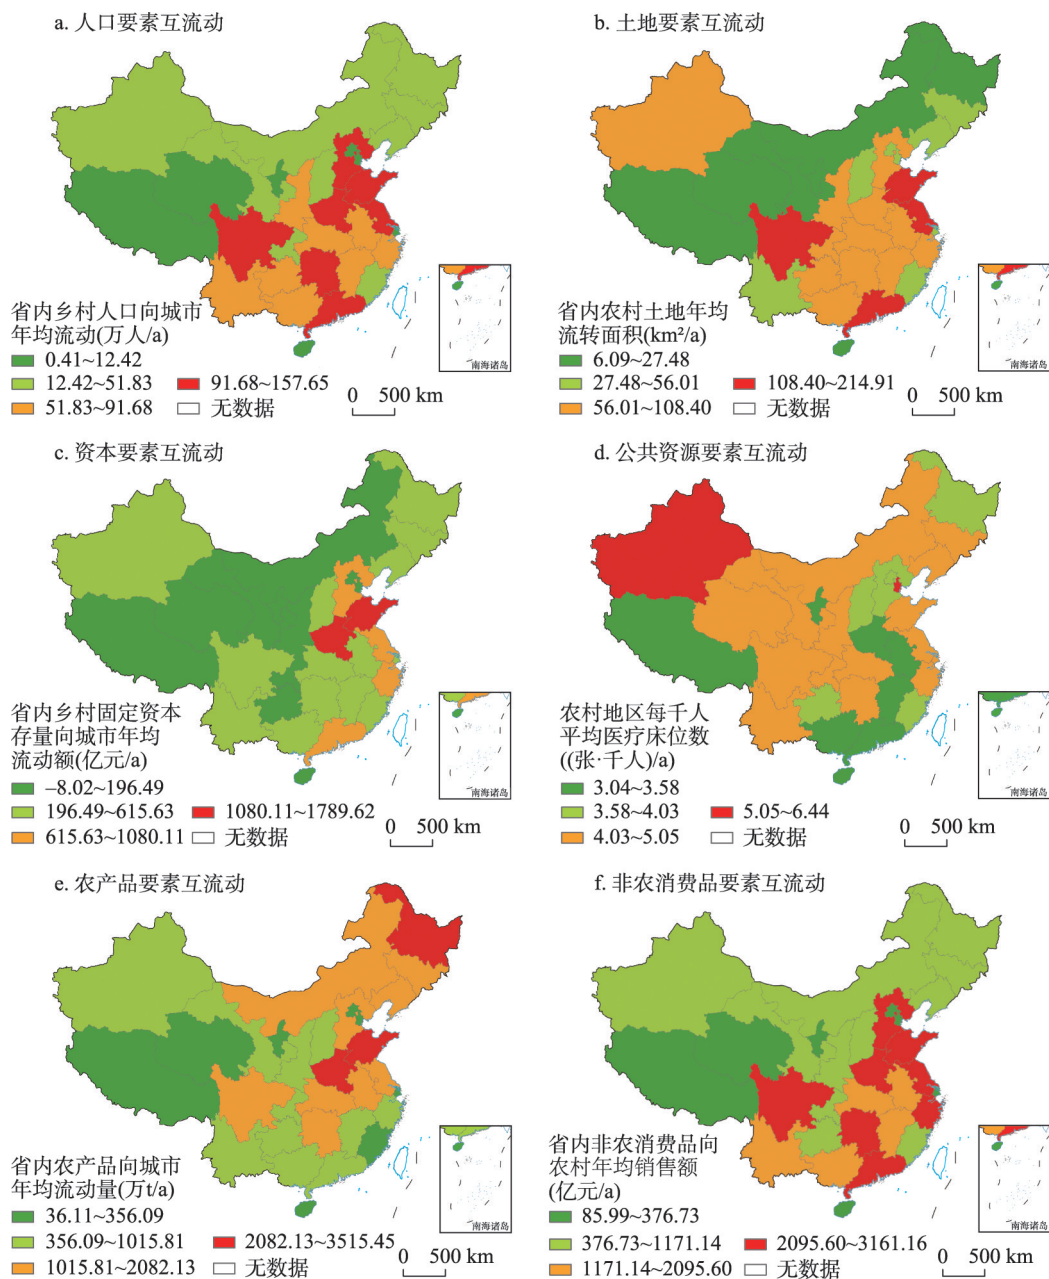 a. 人口要素互流动
省内乡村人口向城市
年均流动(万人/a)
0.41~12.42
12.42~51.83
91.68~157.65
51.83~91.68
无数据
0 500 km
南海诸岛
b. 土地要素互流动
省内农村土地年均
流转面积(km²/a)
6.09~27.48
27.48~56.01
108.40~214.91
56.01~108.40
无数据
0 500 km
南海诸岛
c. 资本要素互流动
省内乡村固定资本
存量向城市年均
流动额(亿元/a)
–8.02~196.49
196.49~615.63
1080.11~1789.62
615.63~1080.11
无数据
0 500 km
南海诸岛
d. 公共资源要素互流动
农村地区每千人
平均医疗床位数
((张·千人)/a)
3.04~3.58
3.58~4.03
5.05~6.44
4.03~5.05
无数据
0 500 km
南海诸岛
e. 农产品要素互流动
省内农产品向城市
年均流动量(万t/a)
36.11~356.09
356.09~1015.81
2082.13~3515.45
1015.81~2082.13
无数据
0 500 km
南海诸岛
f. 非农消费品要素互流动
省内非农消费品向
农村年均销售额
(亿元/a)
85.99~376.73
376.73~1171.14
2095.60~3161.16
1171.14~2095.60
无数据
0 500 km
南海诸岛